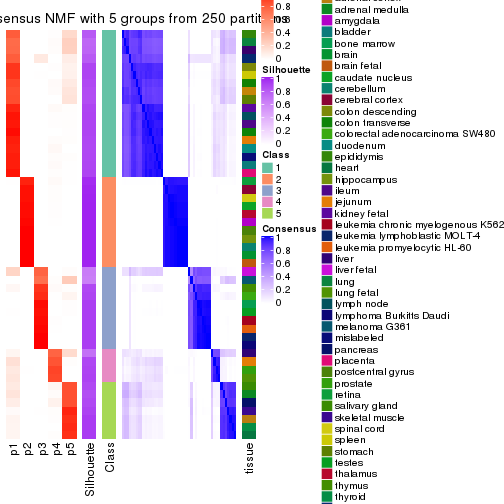 sensus NMF with 5 groups from 250 partitions
0.8
0.6
0.4
0.2
0
Silhouette
1
0.8
0.6
0.4
0.2
0
Class
1
2
3
4
5
Consensus
1
0.8
0.6
0.4
0.2
0
adrenal medulla
amygdala
bladder
bone marrow
brain
brain fetal
caudate nucleus
cerebellum
cerebral cortex
colon descending
colon transverse
colorectal adenocarcinoma SW480
duodenum
epididymis
heart
hippocampus
ileum
jejunum
kidney fetal
leukemia chronic myelogenous K562
leukemia lymphoblastic MOLT-4
leukemia promyelocytic HL-60
liver
liver fetal
lung
lung fetal
lymph node
lymphoma Burkitts Daudi
melanoma G361
mislabeled
pancreas
placenta
postcentral gyrus
prostate
retina
salivary gland
skeletal muscle
spinal cord
spleen
stomach
testes
thalamus
thymus
thyroid
p1
p2
p3
p4
p5
Silhouette
Class
tissue